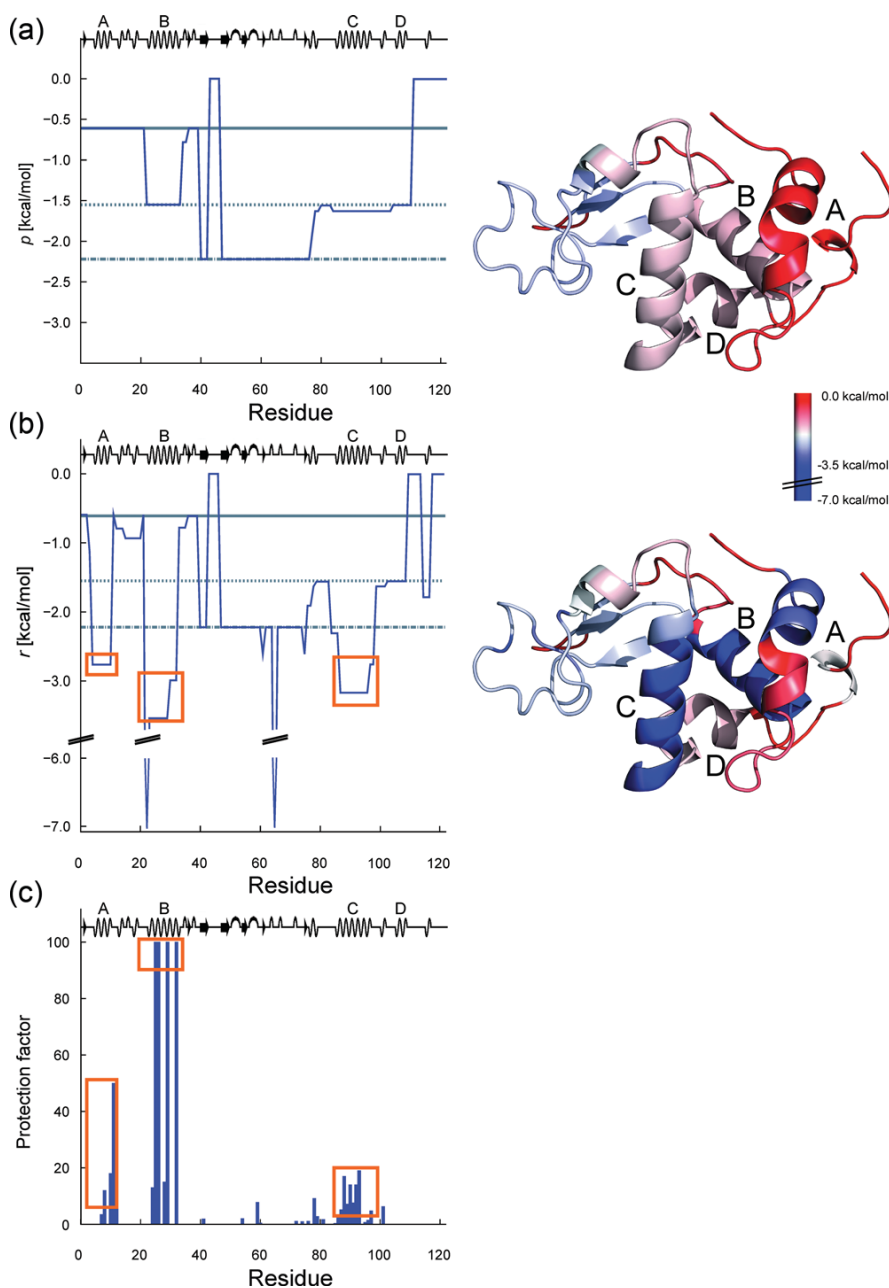 (a)
A B C D
0.0
−0.5
−1.0
−1.5
−2.0
−2.5
−3.0
p [kcal/mol]
0 20 40 60 80 100 120
Residue
A
B
C
D
(b)
A B C D
0.0
−1.0
−2.0
−3.0
−6.0
−7.0
r [kcal/mol]
0 20 40 60 80 100 120
Residue
0.0 kcal/mol
-3.5 kcal/mol
-7.0 kcal/mol
B
A
C
D
(c)
A B C D
100
80
60
40
20
0
Protection factor
0 20 40 60 80 100 120
Residue